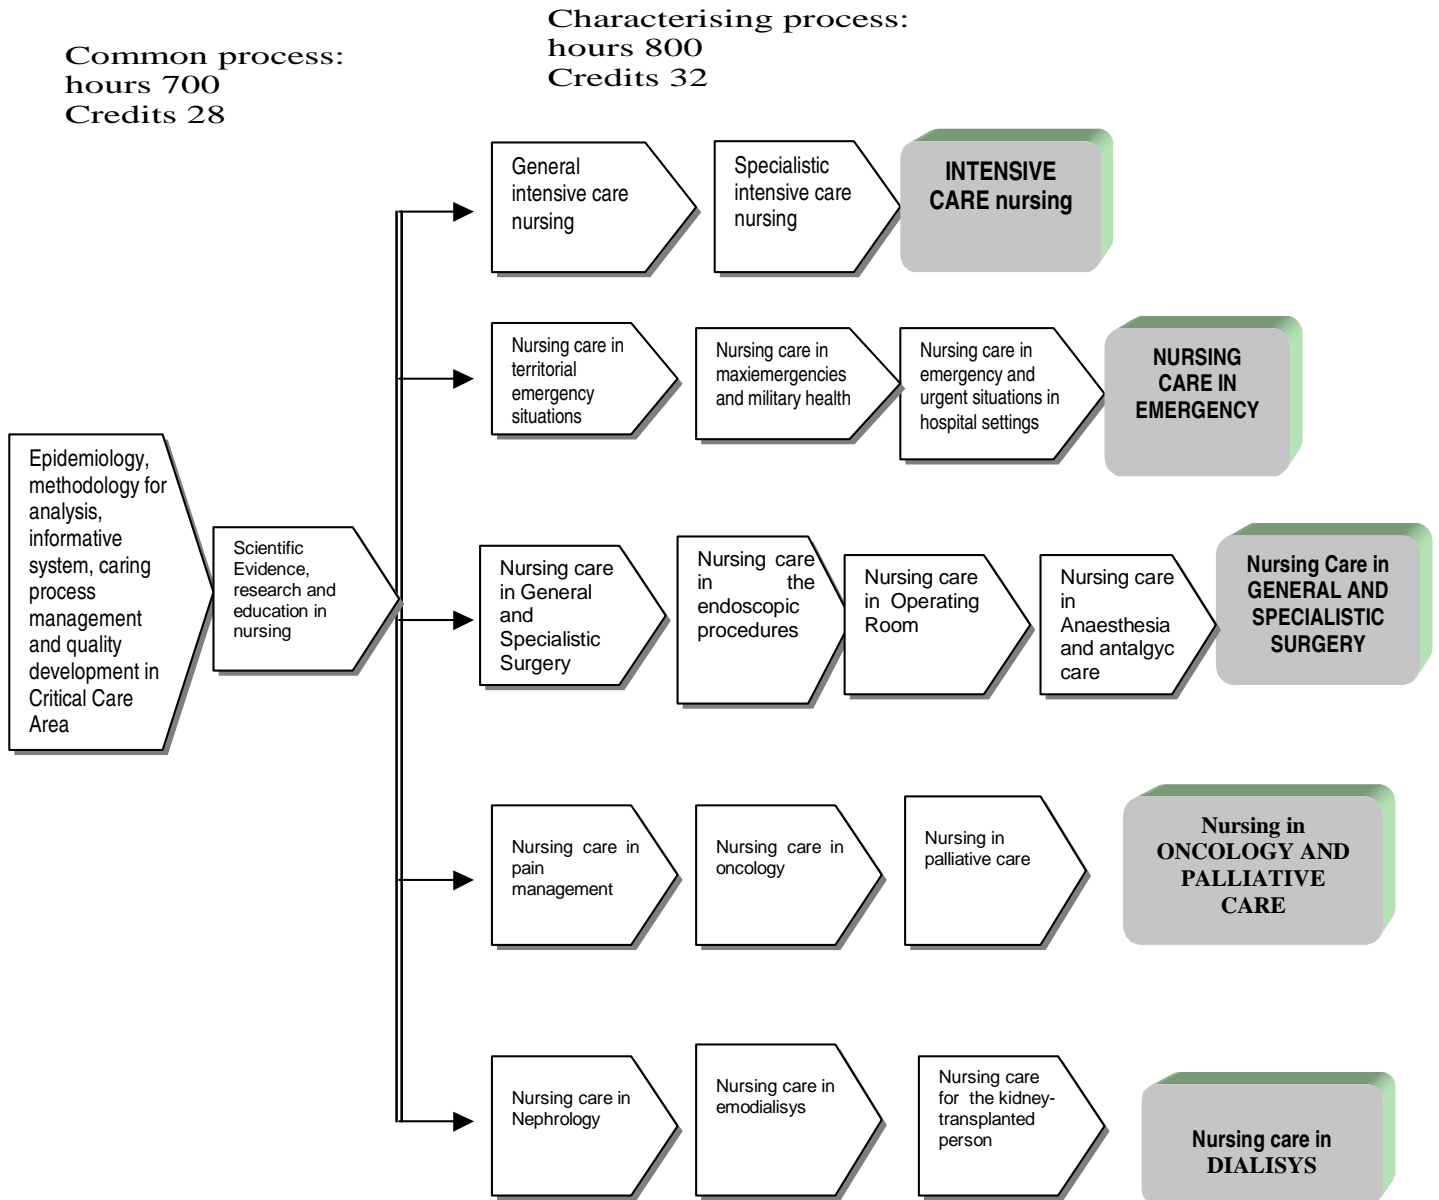 Common process:
hours 700
Credits 28
Characterising process:
hours 800
Credits 32
General
intensive care
nursing
Specialistic
intensive care
nursing
INTENSIVE
CARE nursing
Nursing care in
territorial
emergency
situations
Nursing care in
maxiemergencies
and military health
Nursing care in
emergency and
urgent situations in
hospital settings
NURSING
CARE IN
EMERGENCY
Epidemiology,
methodology for
analysis,
informative
system, caring
process
management
and quality
development in
Critical Care
Area
Scientific
Evidence,
research and
education in
nursing
Nursing care
in General
and
Specialistic
Surgery
Nursing care
in the
endoscopic
procedures
Nursing care
in Operating
Room
Nursing care
in
Anaesthesia
and antalgyc
care
Nursing Care in
GENERAL AND
SPECIALISTIC
SURGERY
Nursing care in
pain
management
Nursing care in
oncology
Nursing in
palliative care
Nursing in
ONCOLOGY AND
PALLIATIVE
CARE
Nursing care in
Nephrology
Nursing care in
emodialisys
Nursing care
for the kidney-
transplanted
person
Nursing care in
DIALISYS